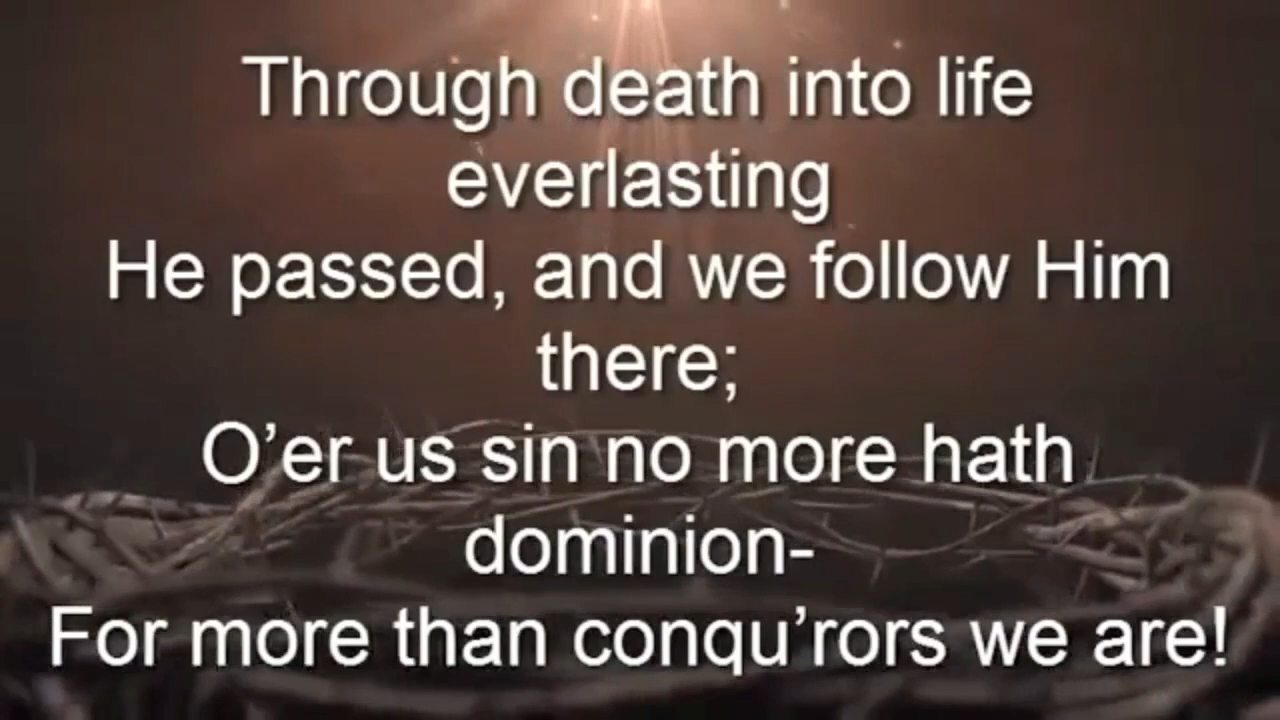 Through death into life
everlasting
He passed, and we follow Him
there;
O’er us sin no more hath
dominion-
For more than conqu’rors we are!